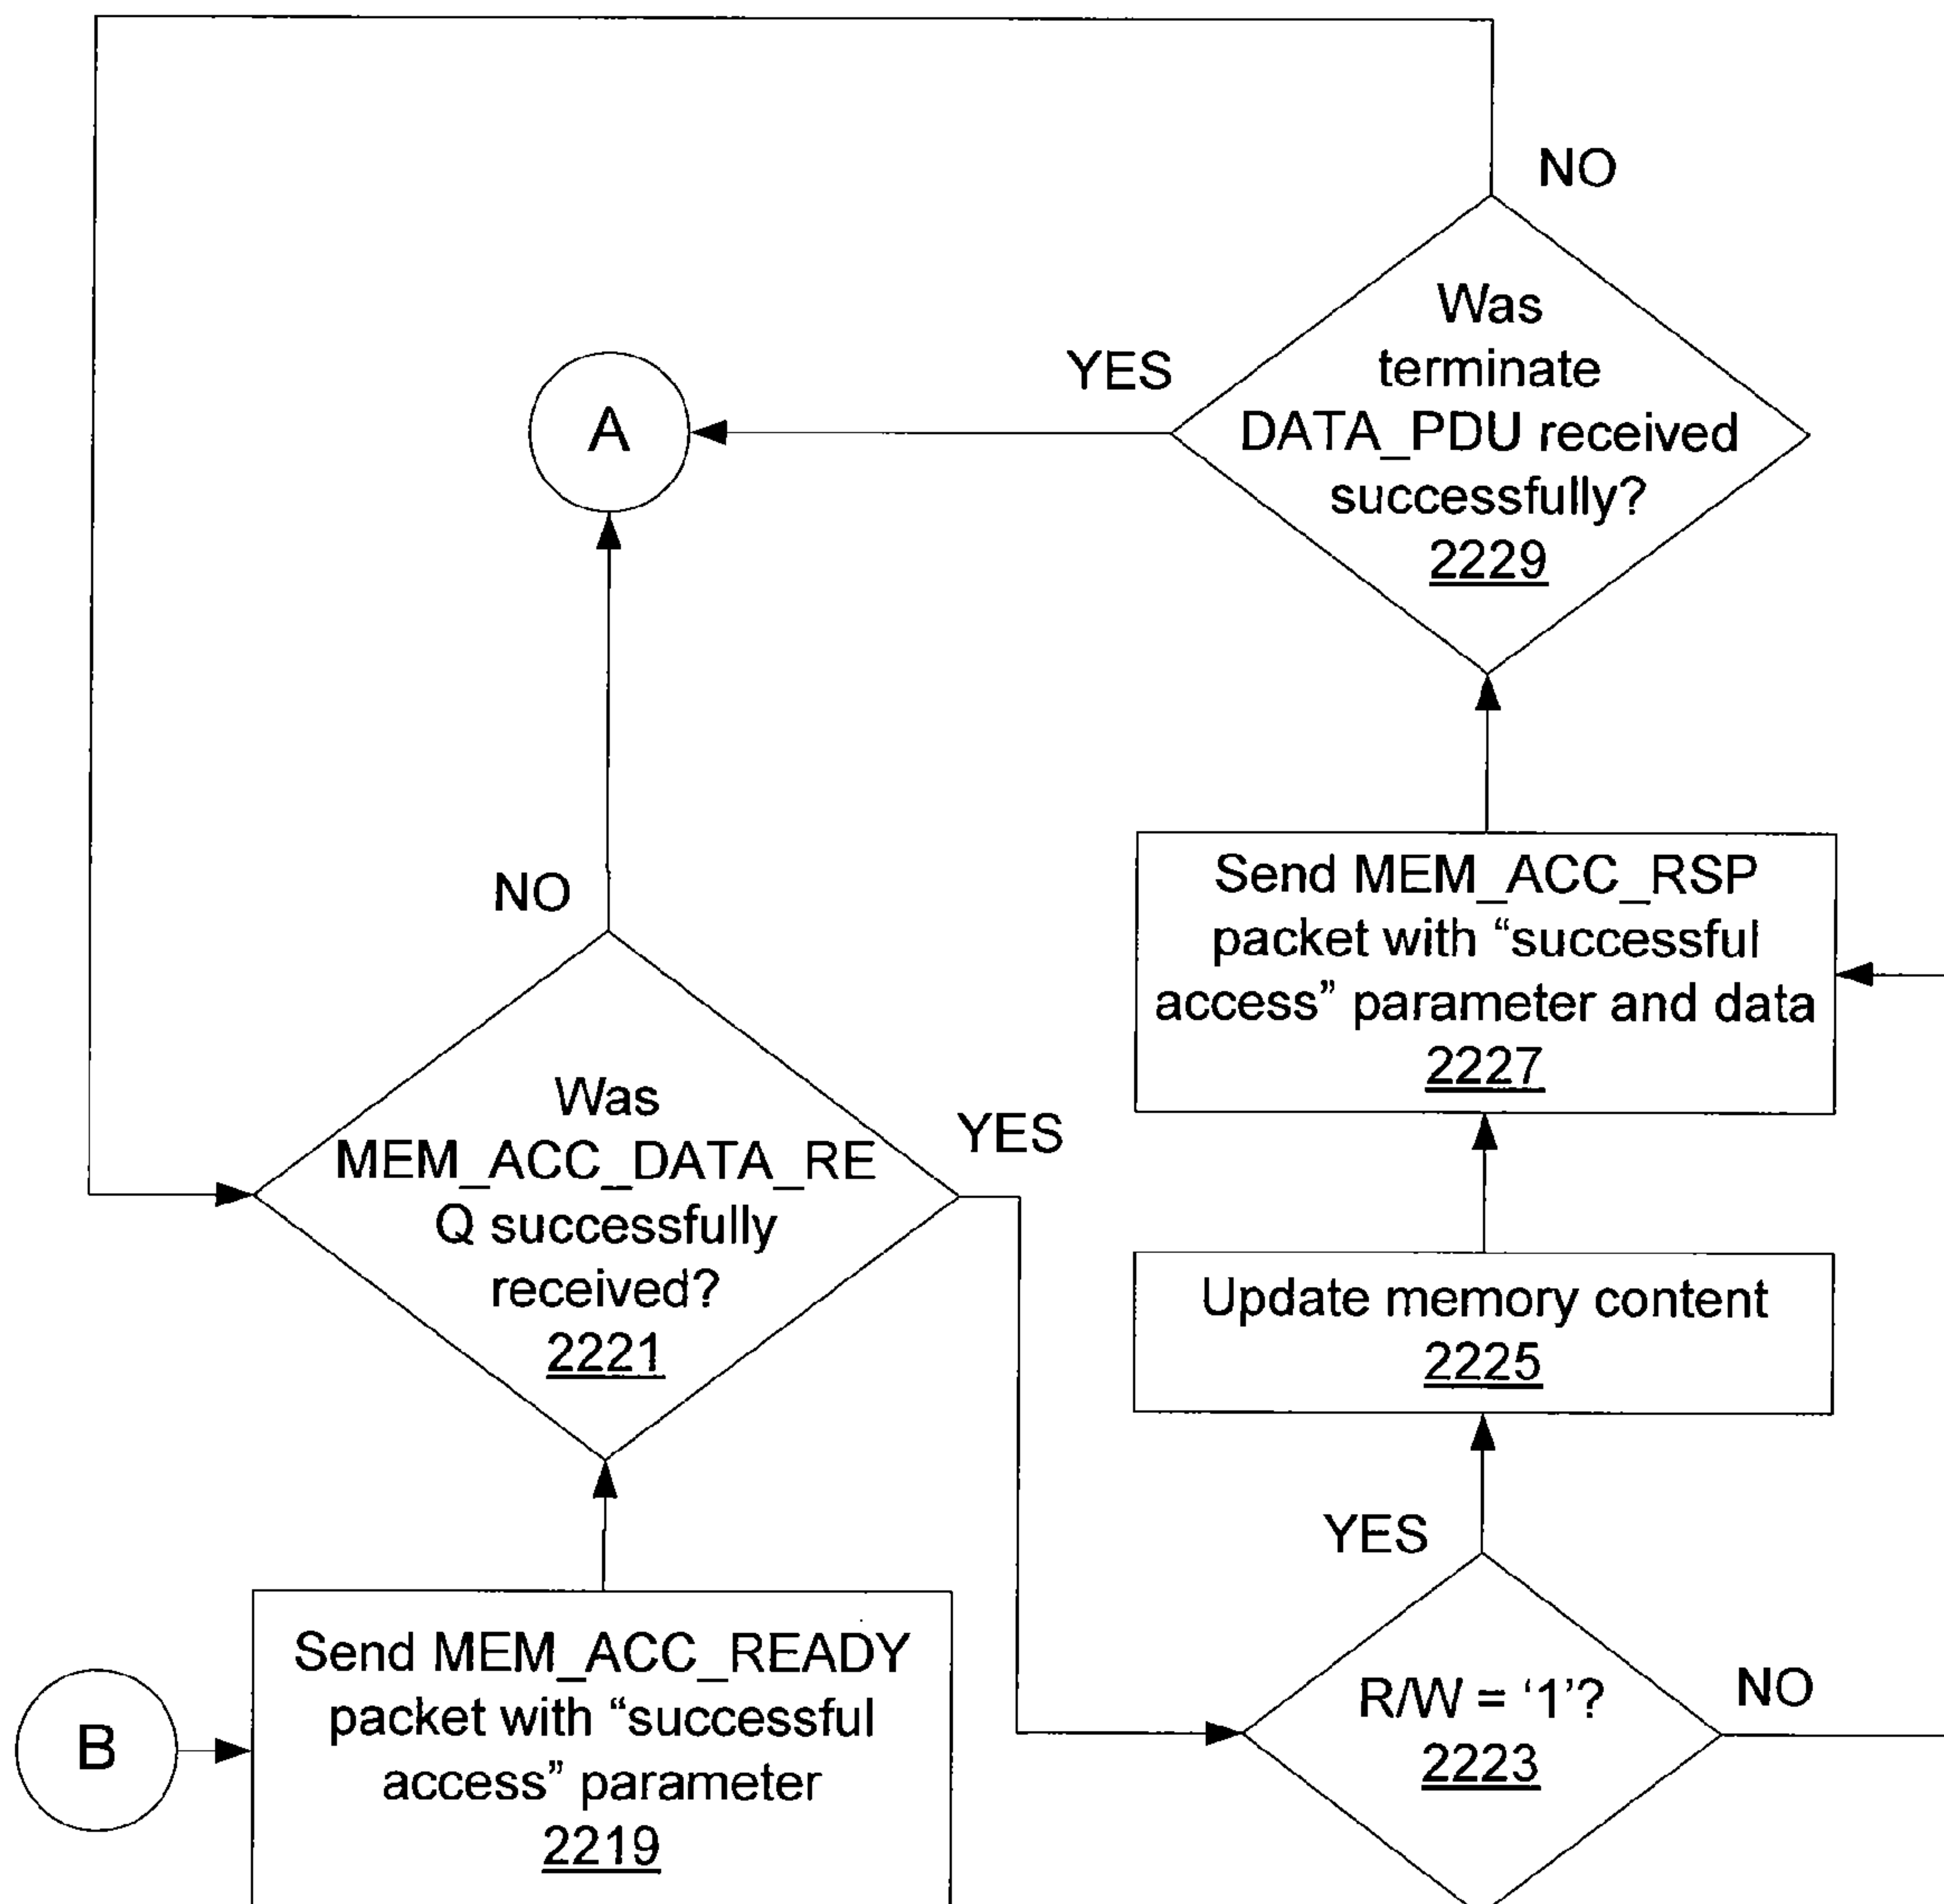 NO
Was
terminate
DATA_PDU received
successfully?
2229
YES
A
Send MEM_ACC_RSP
packet with “successful
access” parameter and data
2227
NO
Was
MEM_ACC_DATA_RE
Q successfully
received?
2221
YES
Update memory content
2225
YES
R/W = ‘1’?
2223
NO
Send MEM_ACC_READY
packet with “successful
access” parameter
2219
B